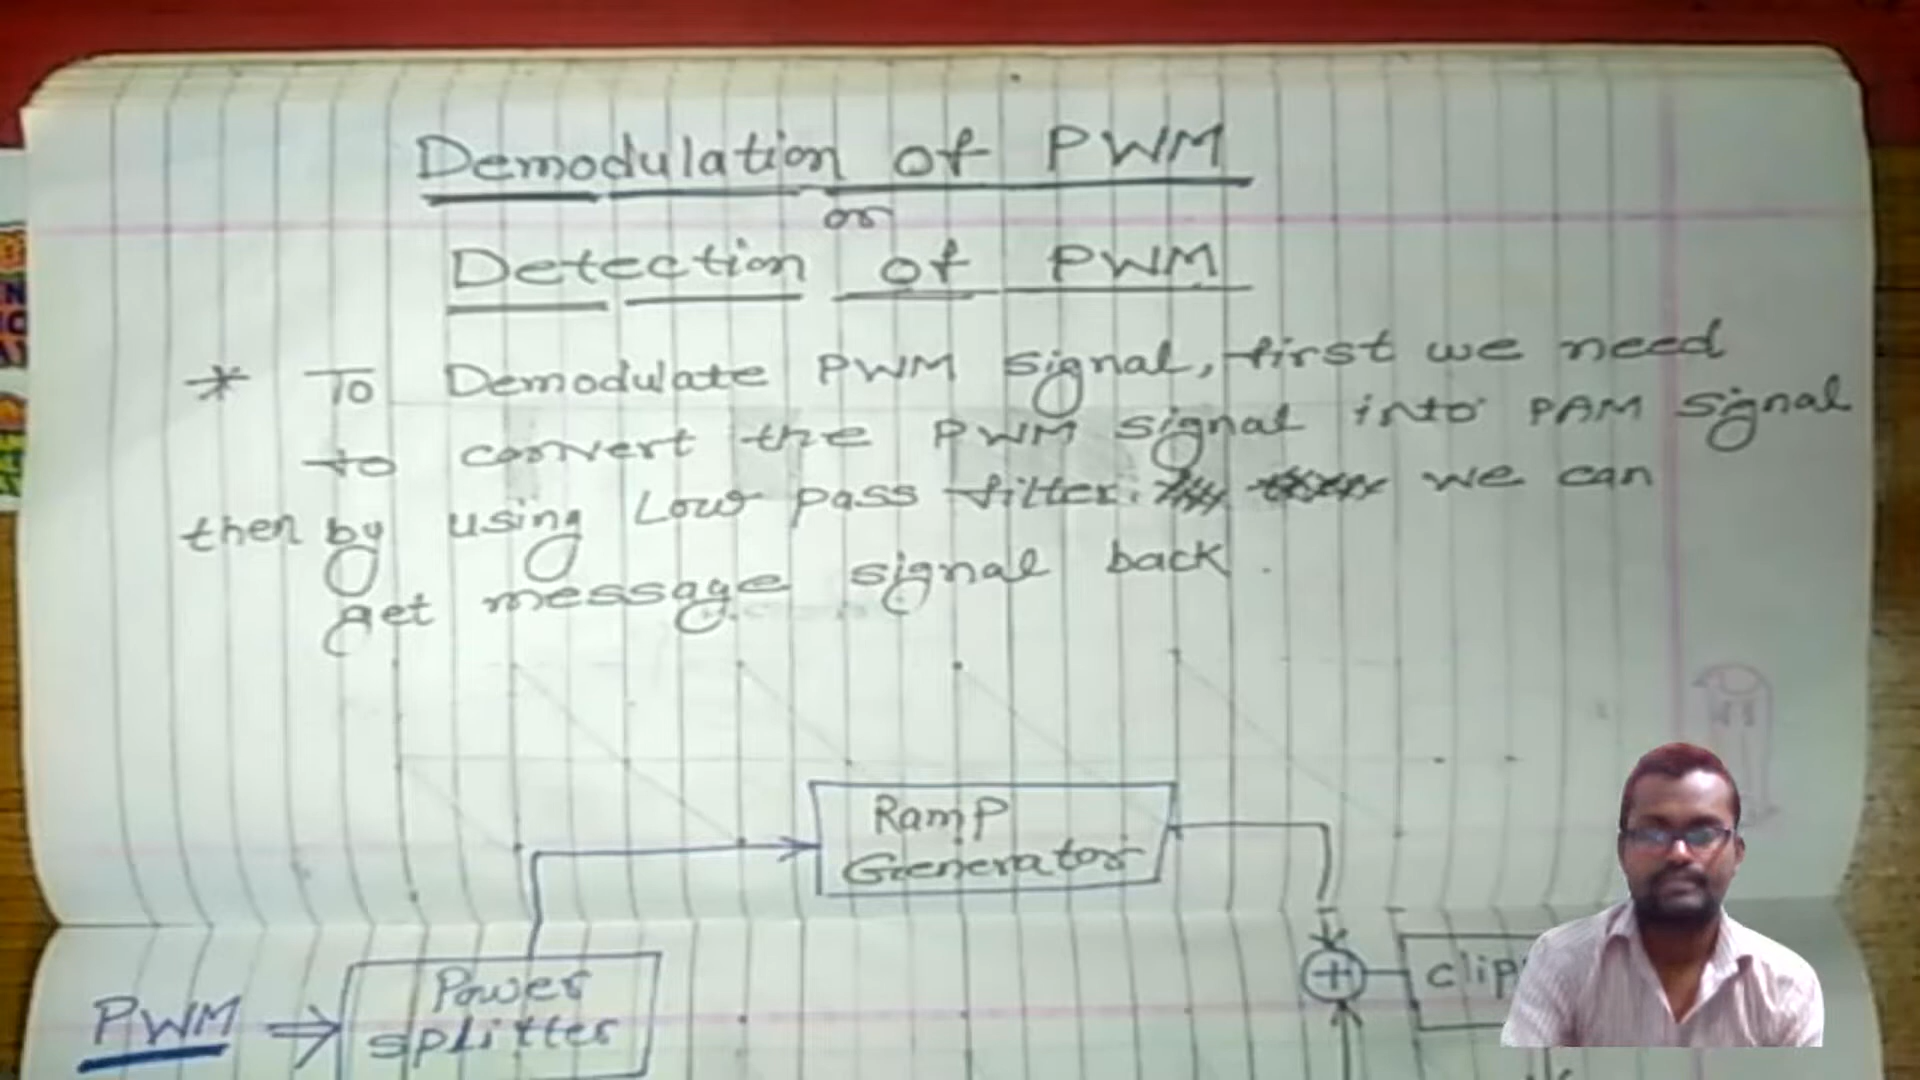 Demodulation of PWM
or
Detection of PWM
* To Demodulate PWM signal, first we need
to convert the PWM signal into PAM signal
then by using Low pass filter. we can
get message signal back.
Ramp
Generator
+
clip
Power
splitter
PWM